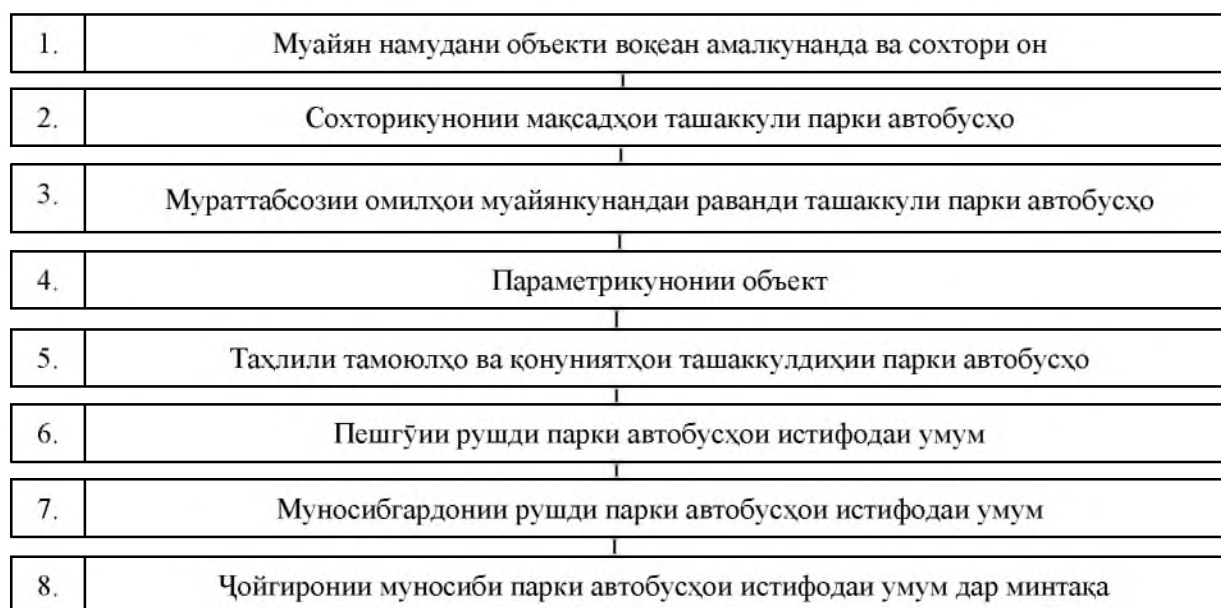 1. Муайян намудани объекти воқеан амалкунанда ва сохтори он
2. Сохторикунонии мақсадҳои ташаккули парки автобусҳо
3. Мураттабсозии омилҳои муайянкунандаи раванди ташаккули парки автобусҳо
4. Параметрикунонии объект
5. Таҳлили тамоюлҳо ва қонуниятҳои ташаккулдиҳии парки автобусҳо
6. Пешгӯии рушди парки автобусҳои истифодаи умум
7. Муносибгардонии рушди парки автобусҳои истифодаи умум
8. Ҷойгиронии муносиби парки автобусҳои истифодаи умум дар минтақа